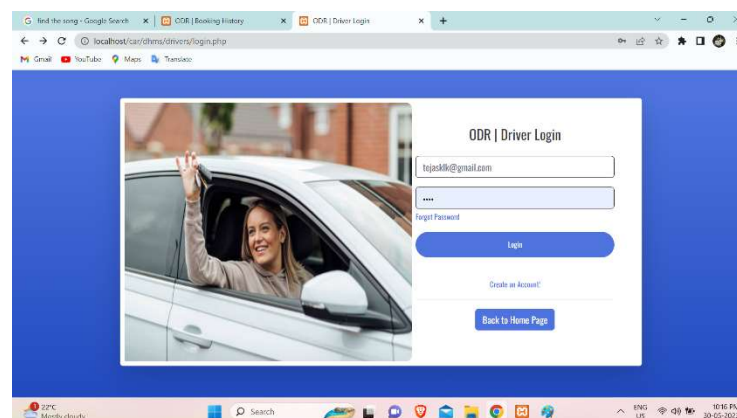 find the song - Google Search
ODR | Booking History
ODR | Driver Login
localhost/car/dhms/drivers/login.php
Gmail
YouTube
Maps
Translate
ODR | Driver Login
tejasklk@gmail.com
••••
Forgot Password
Login
Create an Account!
Back to Home Page
1
22°C
Mostly cloudy
Search
ENG
US
10:16 PM
30-05-202